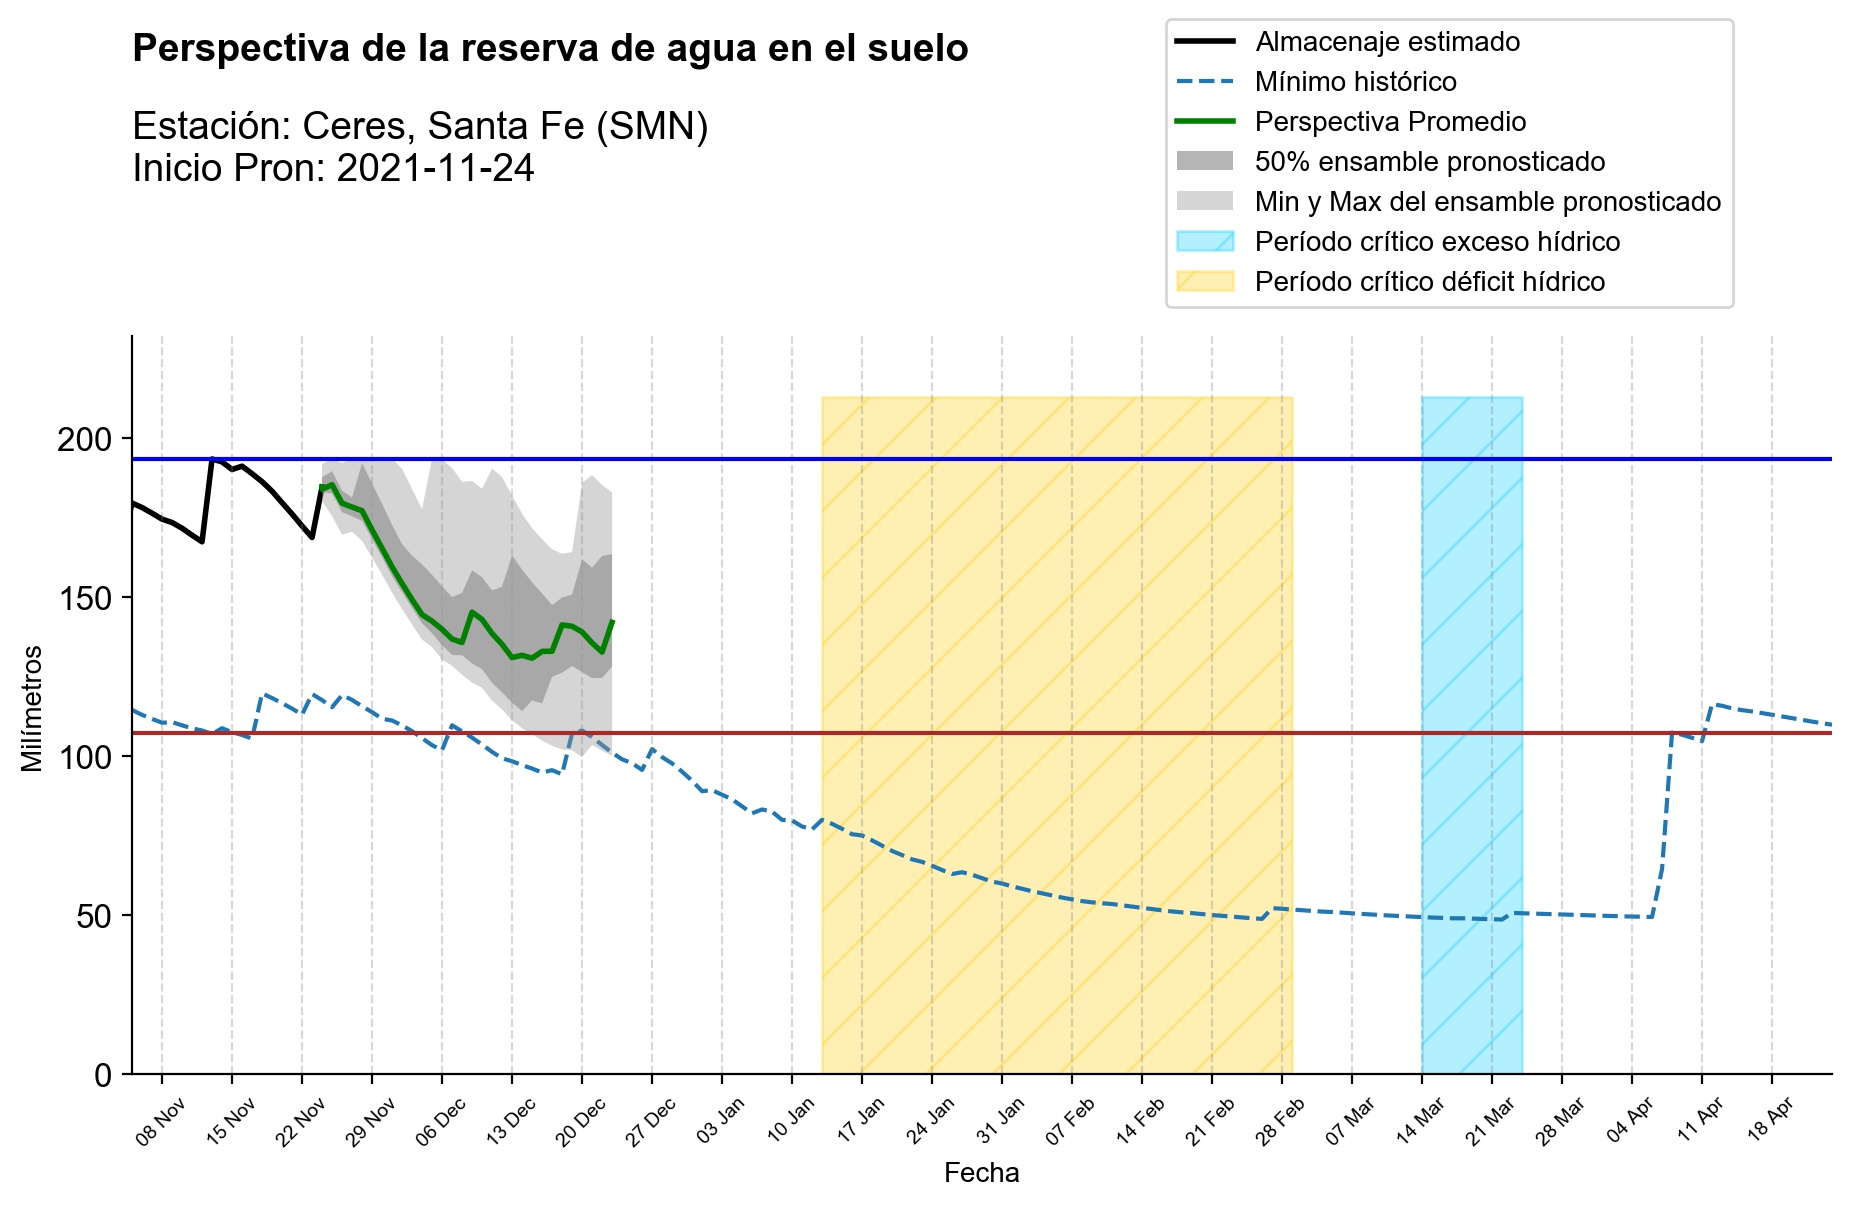 Perspectiva de la reserva de agua en el suelo
Estación: Ceres, Santa Fe (SMN)
Inicio Pron: 2021-11-24
Almacenaje estimado
Mínimo histórico
Perspectiva Promedio
50% ensamble pronosticado
Min y Max del ensamble pronosticado
Período crítico exceso hídrico
Período crítico déficit hídrico
Milímetros
200
150
100
50
0
08 Nov
15 Nov
22 Nov
29 Nov
06 Dec
13 Dec
20 Dec
27 Dec
03 Jan
10 Jan
17 Jan
24 Jan
31 Jan
07 Feb
14 Feb
21 Feb
28 Feb
07 Mar
14 Mar
21 Mar
28 Mar
04 Apr
11 Apr
18 Apr
Fecha